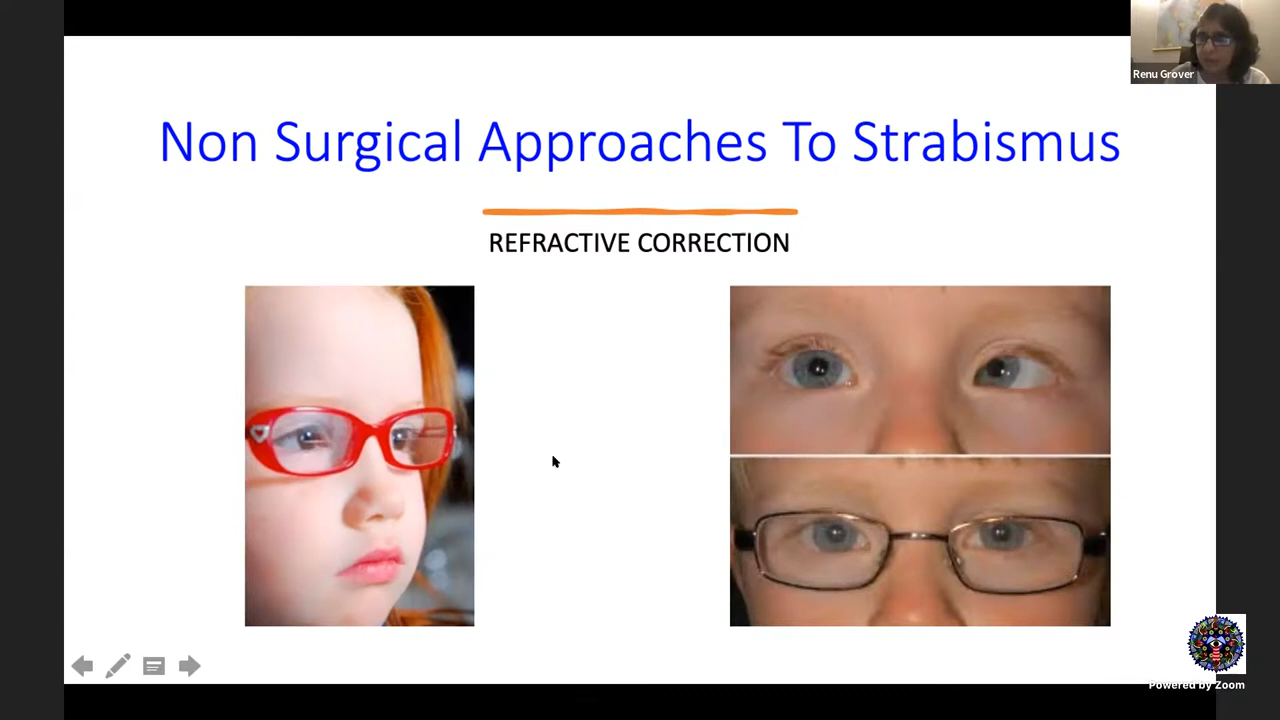 Renu Grover
Non Surgical Approaches To Strabismus
REFRACTIVE CORRECTION
Powered by Zoom